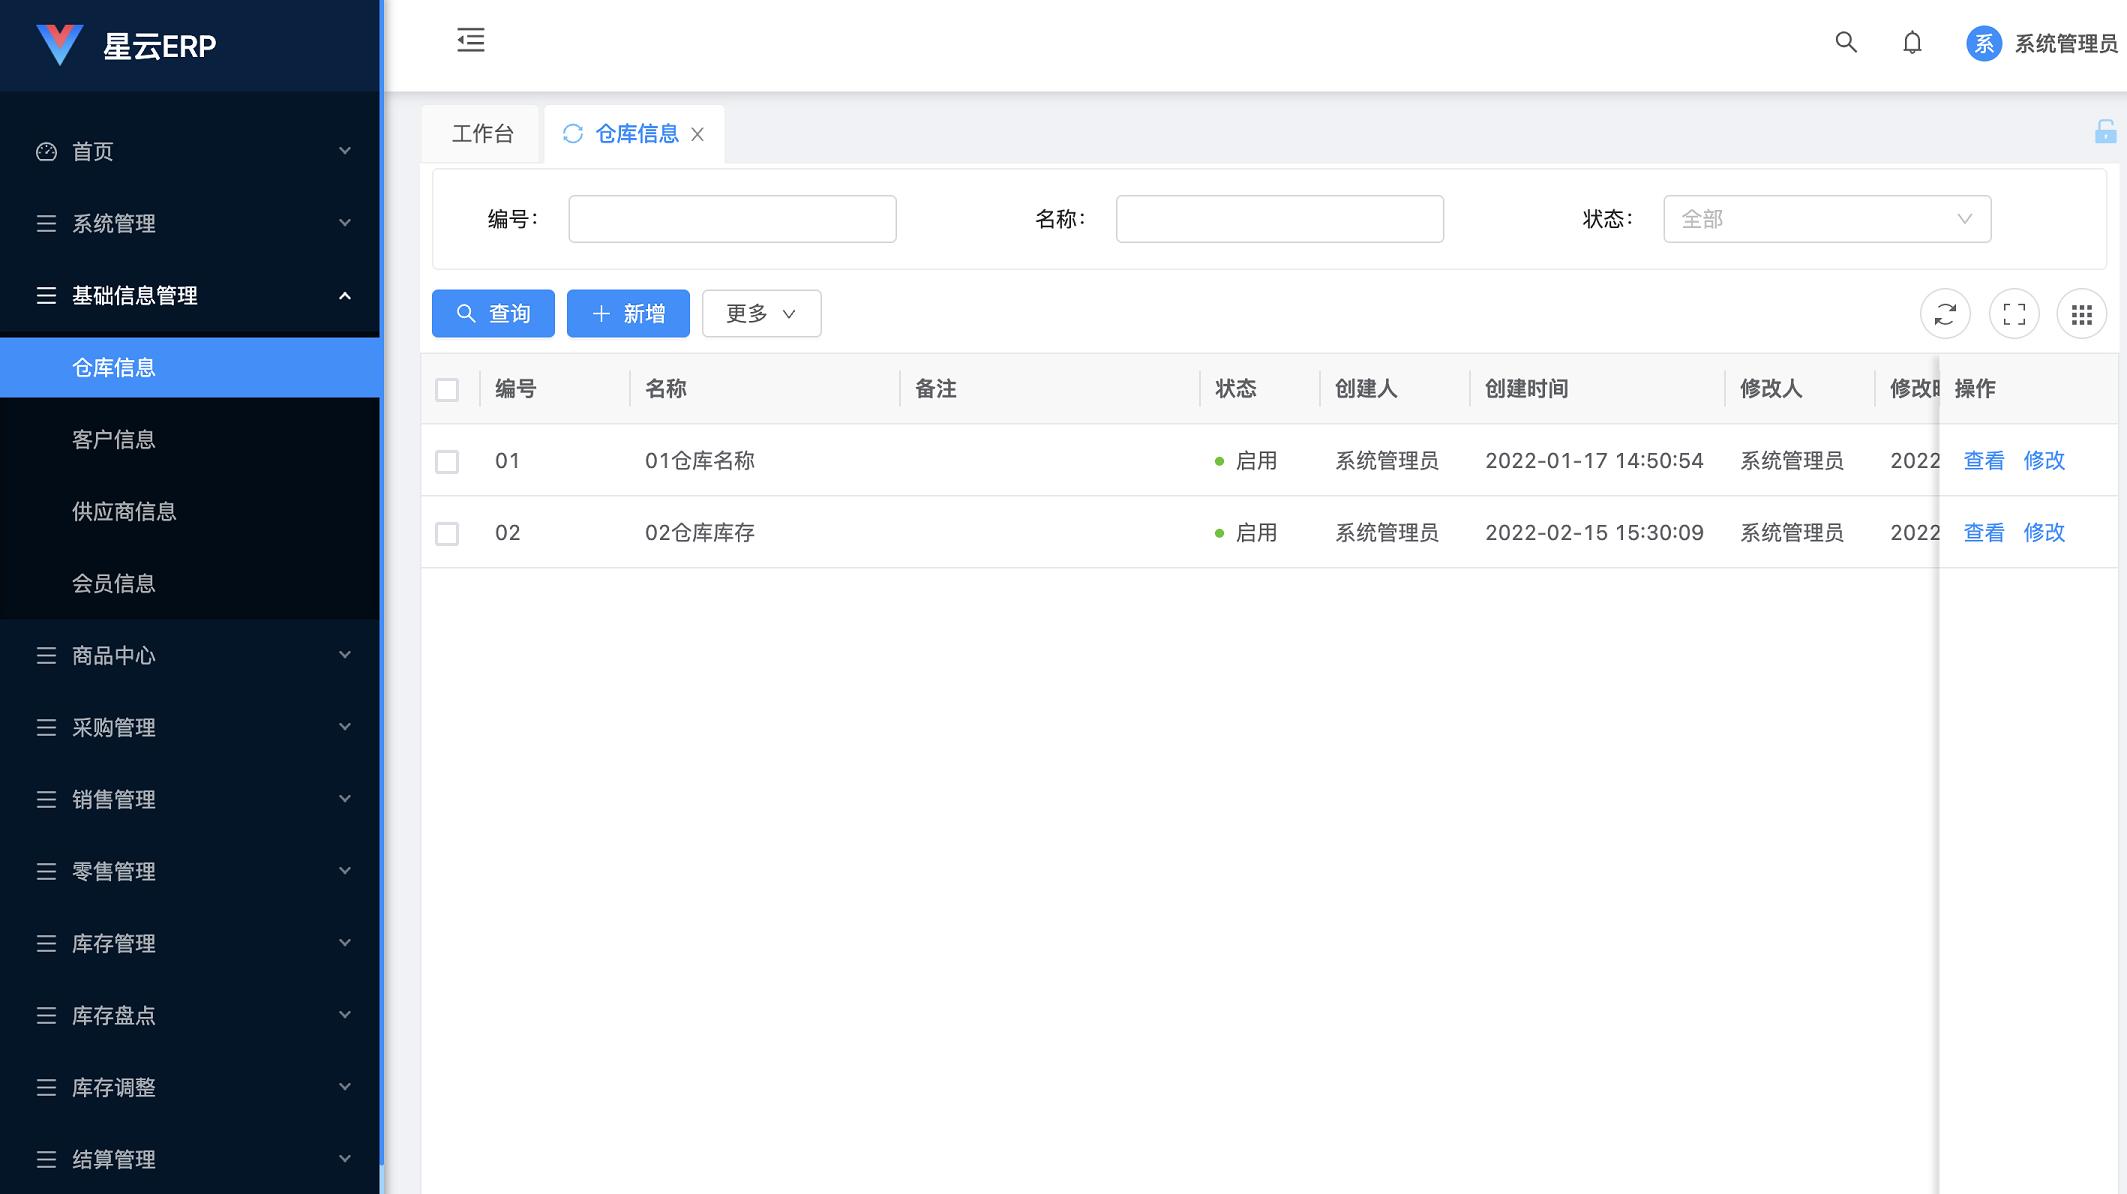 星云ERP
系 系统管理员
首页
系统管理
基础信息管理
仓库信息
客户信息
供应商信息
会员信息
商品中心
采购管理
销售管理
零售管理
库存管理
库存盘点
库存调整
结算管理
工作台 仓库信息
编号： 名称： 状态： 全部
查询 新增 更多
编号 名称 备注 状态 创建人 创建时间 修改人 修改 操作
01 01仓库名称 启用 系统管理员 2022-01-17 14:50:54 系统管理员 2022 查看 修改
02 02仓库库存 启用 系统管理员 2022-02-15 15:30:09 系统管理员 2022 查看 修改